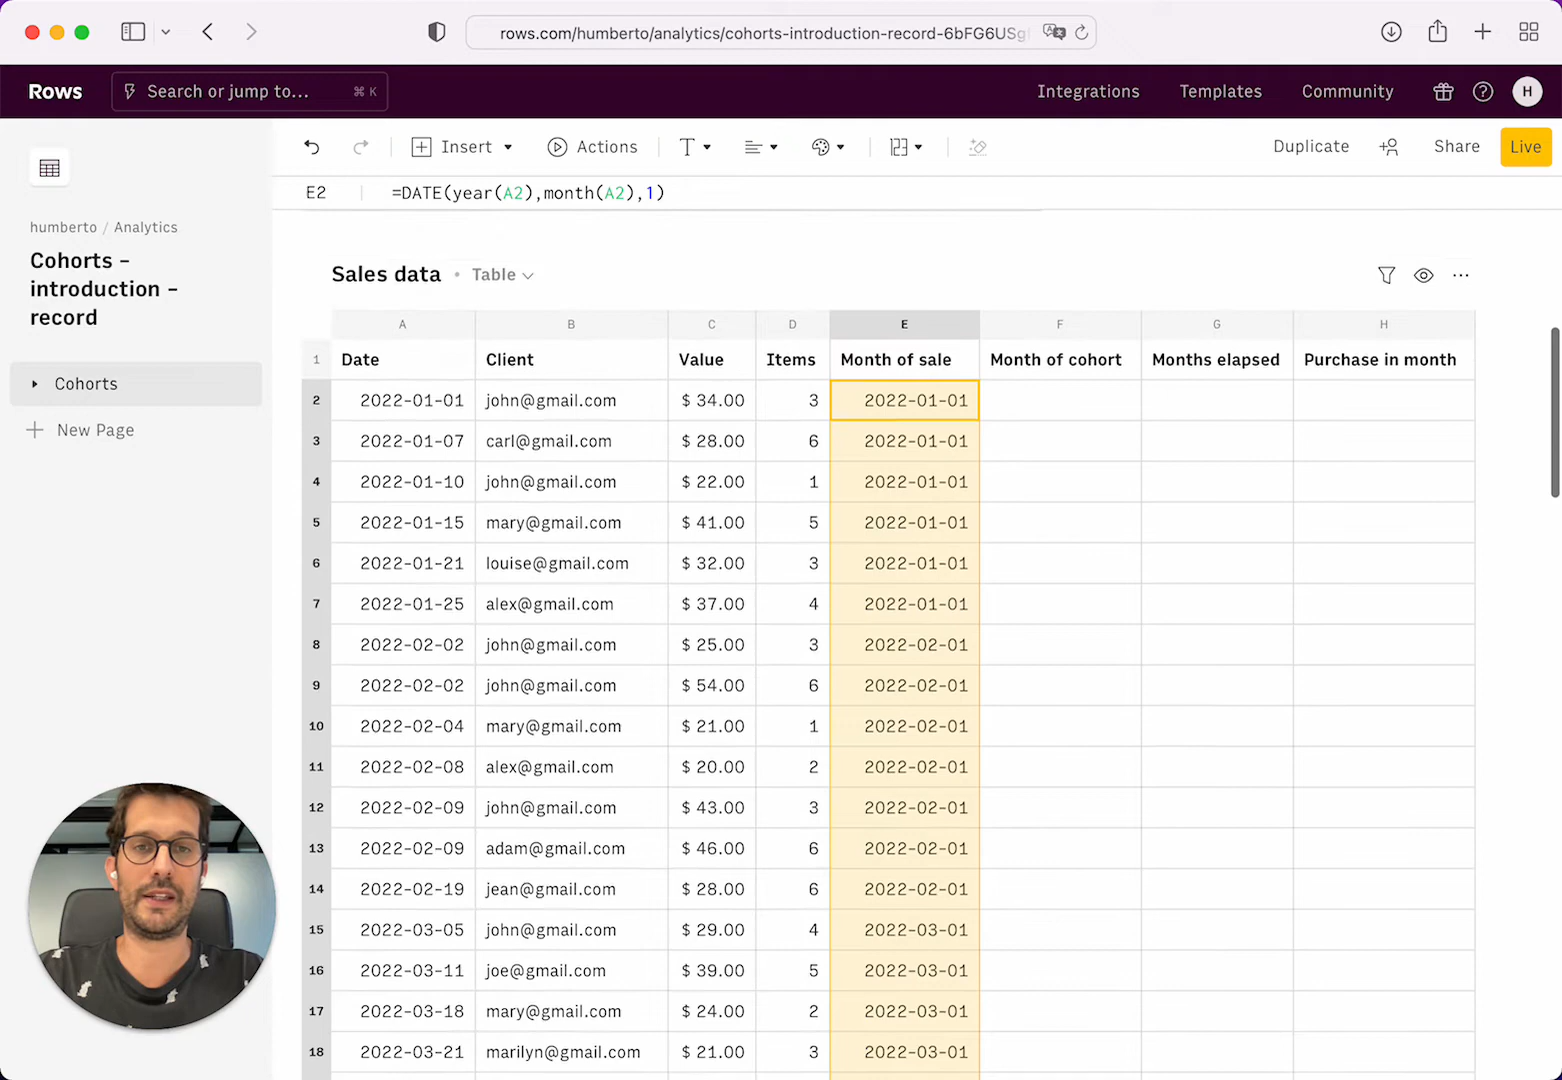 rows.com/humberto/analytics/cohorts-introduction-record-6bFG6USg
Rows
Search or jump to...
⌘ K
Integrations
Templates
Community
H
Insert
Actions
T
Duplicate
Share
Live
E2
=DATE(year(A2),month(A2),1)
humberto / Analytics
Cohorts -
introduction -
record
Cohorts
New Page
Sales data • Table
A B C D E F G H
1 Date Client Value Items Month of sale Month of cohort Months elapsed Purchase in month
2 2022-01-01 john@gmail.com $ 34.00 3 2022-01-01
3 2022-01-07 carl@gmail.com $ 28.00 6 2022-01-01
4 2022-01-10 john@gmail.com $ 22.00 1 2022-01-01
5 2022-01-15 mary@gmail.com $ 41.00 5 2022-01-01
6 2022-01-21 louise@gmail.com $ 32.00 3 2022-01-01
7 2022-01-25 alex@gmail.com $ 37.00 4 2022-01-01
8 2022-02-02 john@gmail.com $ 25.00 3 2022-02-01
9 2022-02-02 john@gmail.com $ 54.00 6 2022-02-01
10 2022-02-04 mary@gmail.com $ 21.00 1 2022-02-01
11 2022-02-08 alex@gmail.com $ 20.00 2 2022-02-01
12 2022-02-09 john@gmail.com $ 43.00 3 2022-02-01
13 2022-02-09 adam@gmail.com $ 46.00 6 2022-02-01
14 2022-02-19 jean@gmail.com $ 28.00 6 2022-02-01
15 2022-03-05 john@gmail.com $ 29.00 4 2022-03-01
16 2022-03-11 joe@gmail.com $ 39.00 5 2022-03-01
17 2022-03-18 mary@gmail.com $ 24.00 2 2022-03-01
18 2022-03-21 marilyn@gmail.com $ 21.00 3 2022-03-01